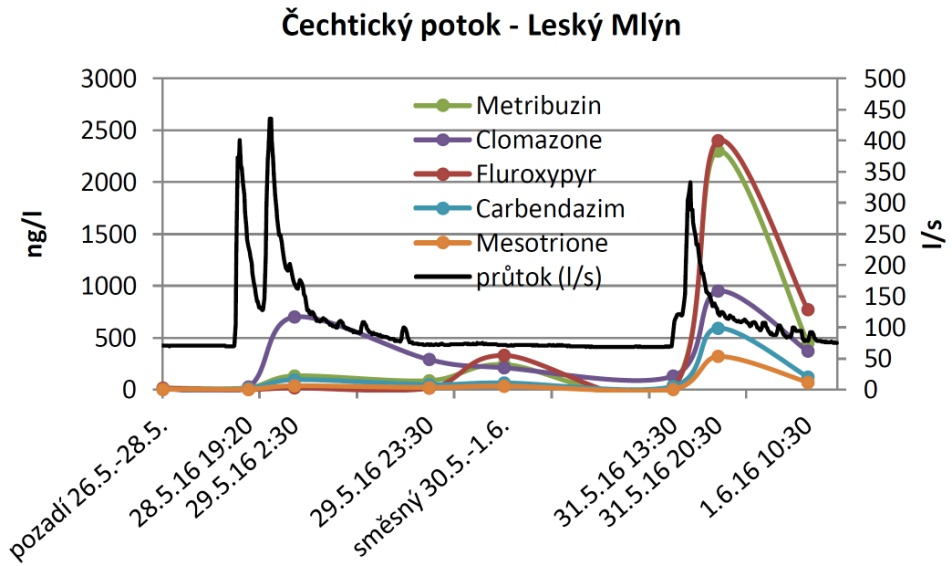 Čechtický potok - Leský Mlýn
3000
2500
2000
1500
1000
500
0
ng/l
500
450
400
350
300
250
200
150
100
50
0
l/s
Metribuzin
Clomazone
Fluroxypyr
Carbendazim
Mesotrione
průtok (l/s)
pozadí 26.5.-28.5.
28.5.16 19:20
29.5.16 2:30
29.5.16 23:30
směsný 30.5.-1.6.
31.5.16 13:30
31.5.16 20:30
1.6.16 10:30